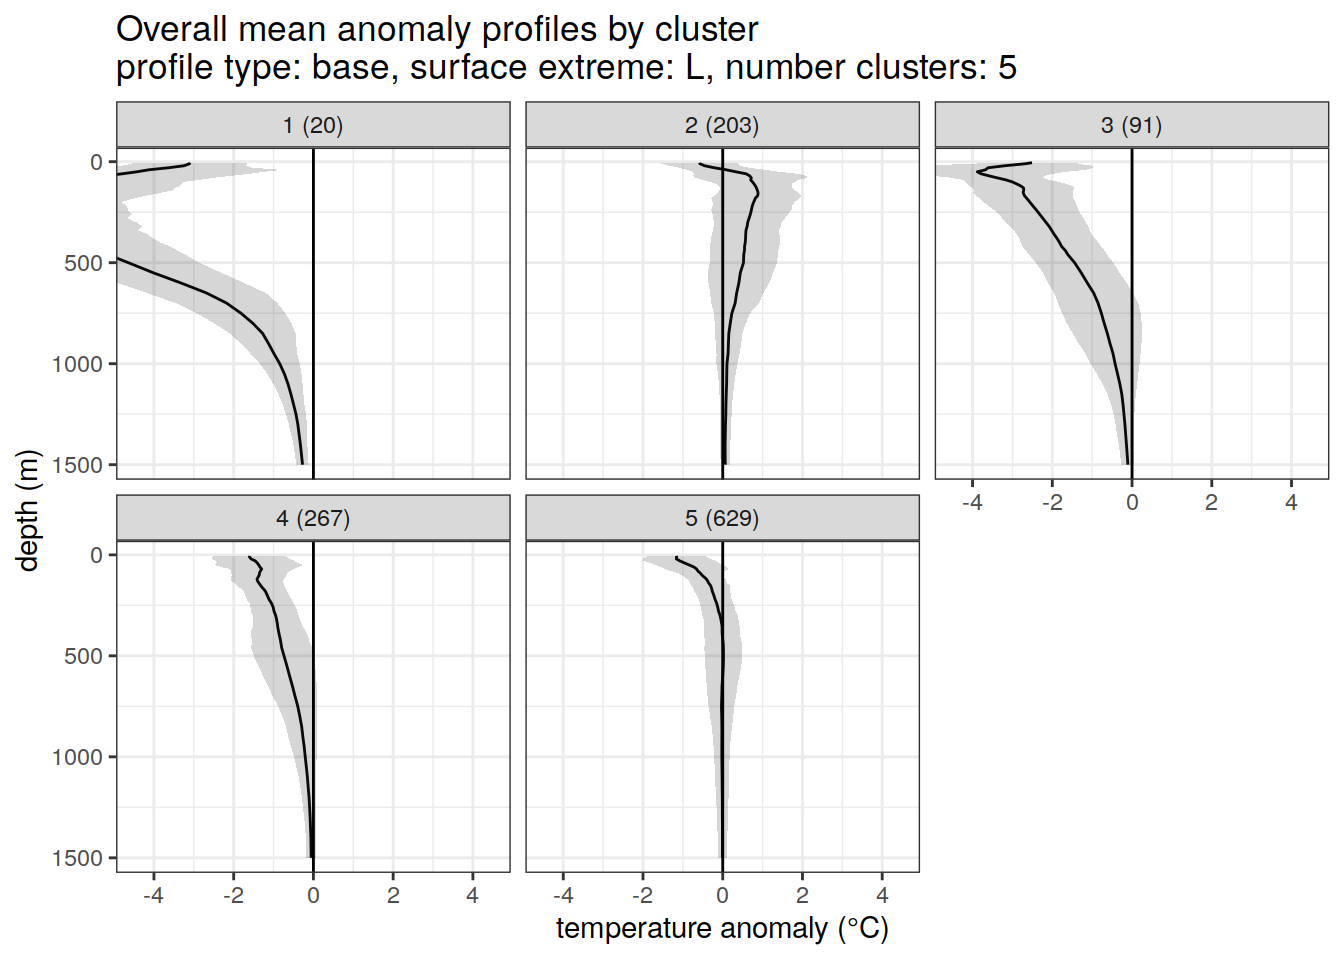 Overall mean anomaly profiles by cluster
profile type: base, surface extreme: L, number clusters: 5
1 (20)
2 (203)
3 (91)
0
500
1000
1500
-4 -2 0 2 4
4 (267)
5 (629)
0
500
1000
1500
-4 -2 0 2 4
-4 -2 0 2 4
depth (m)
temperature anomaly (°C)